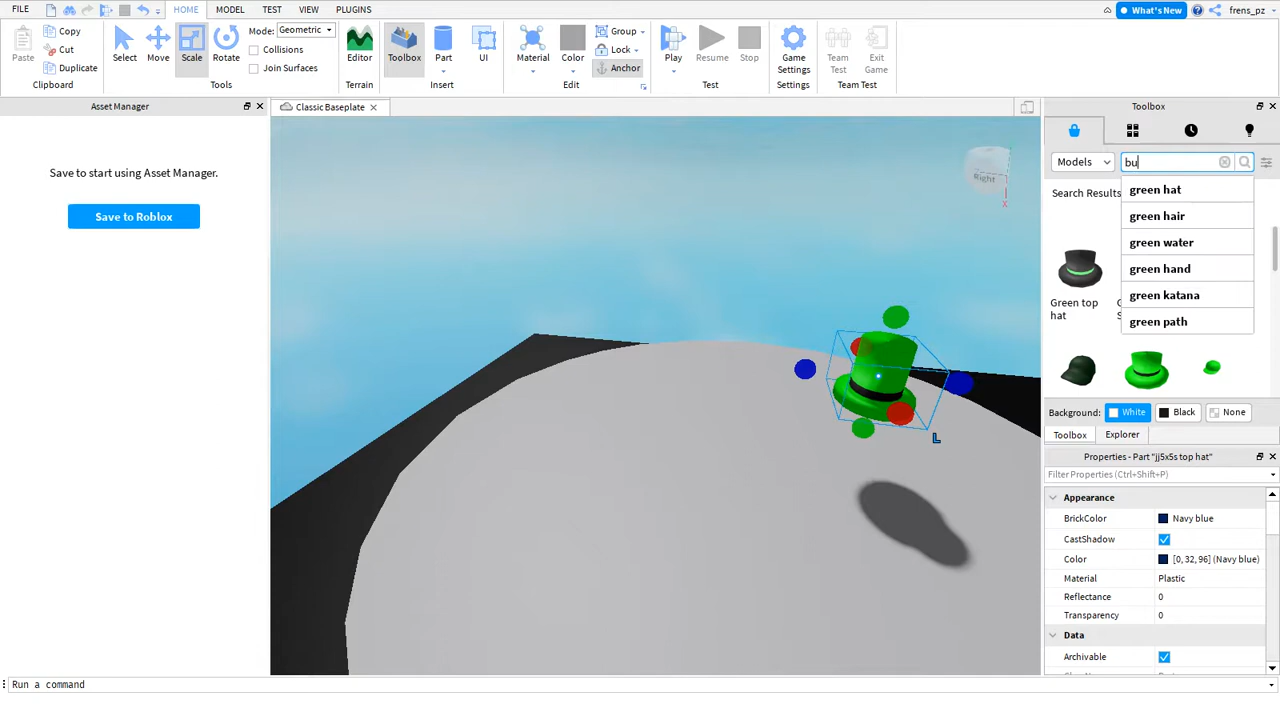 FILE HOME MODEL TEST VIEW PLUGINS What's New frens_pz
Paste Copy Cut Duplicate Clipboard
Select Move Scale Rotate Mode: Geometric Collisions Join Surfaces Tools
Editor Terrain
Toolbox Part UI Insert
Material Color Group Lock Anchor Edit
Play Resume Stop Test
Game Settings Settings
Team Test Exit Game Team Test
Asset Manager
Save to start using Asset Manager.
Save to Roblox
Classic Baseplate
Right
X
L
Toolbox
Models bu
Search Results
green hat
green hair
green water
green hand
green katana
green path
Green top hat
Background: White Black None
Toolbox Explorer
Properties - Part "jj5x5s top hat"
Filter Properties (Ctrl+Shift+P)
Appearance
BrickColor Navy blue
CastShadow
Color [0, 32, 96] (Navy blue)
Material Plastic
Reflectance 0
Transparency 0
Data
Archivable
Run a command